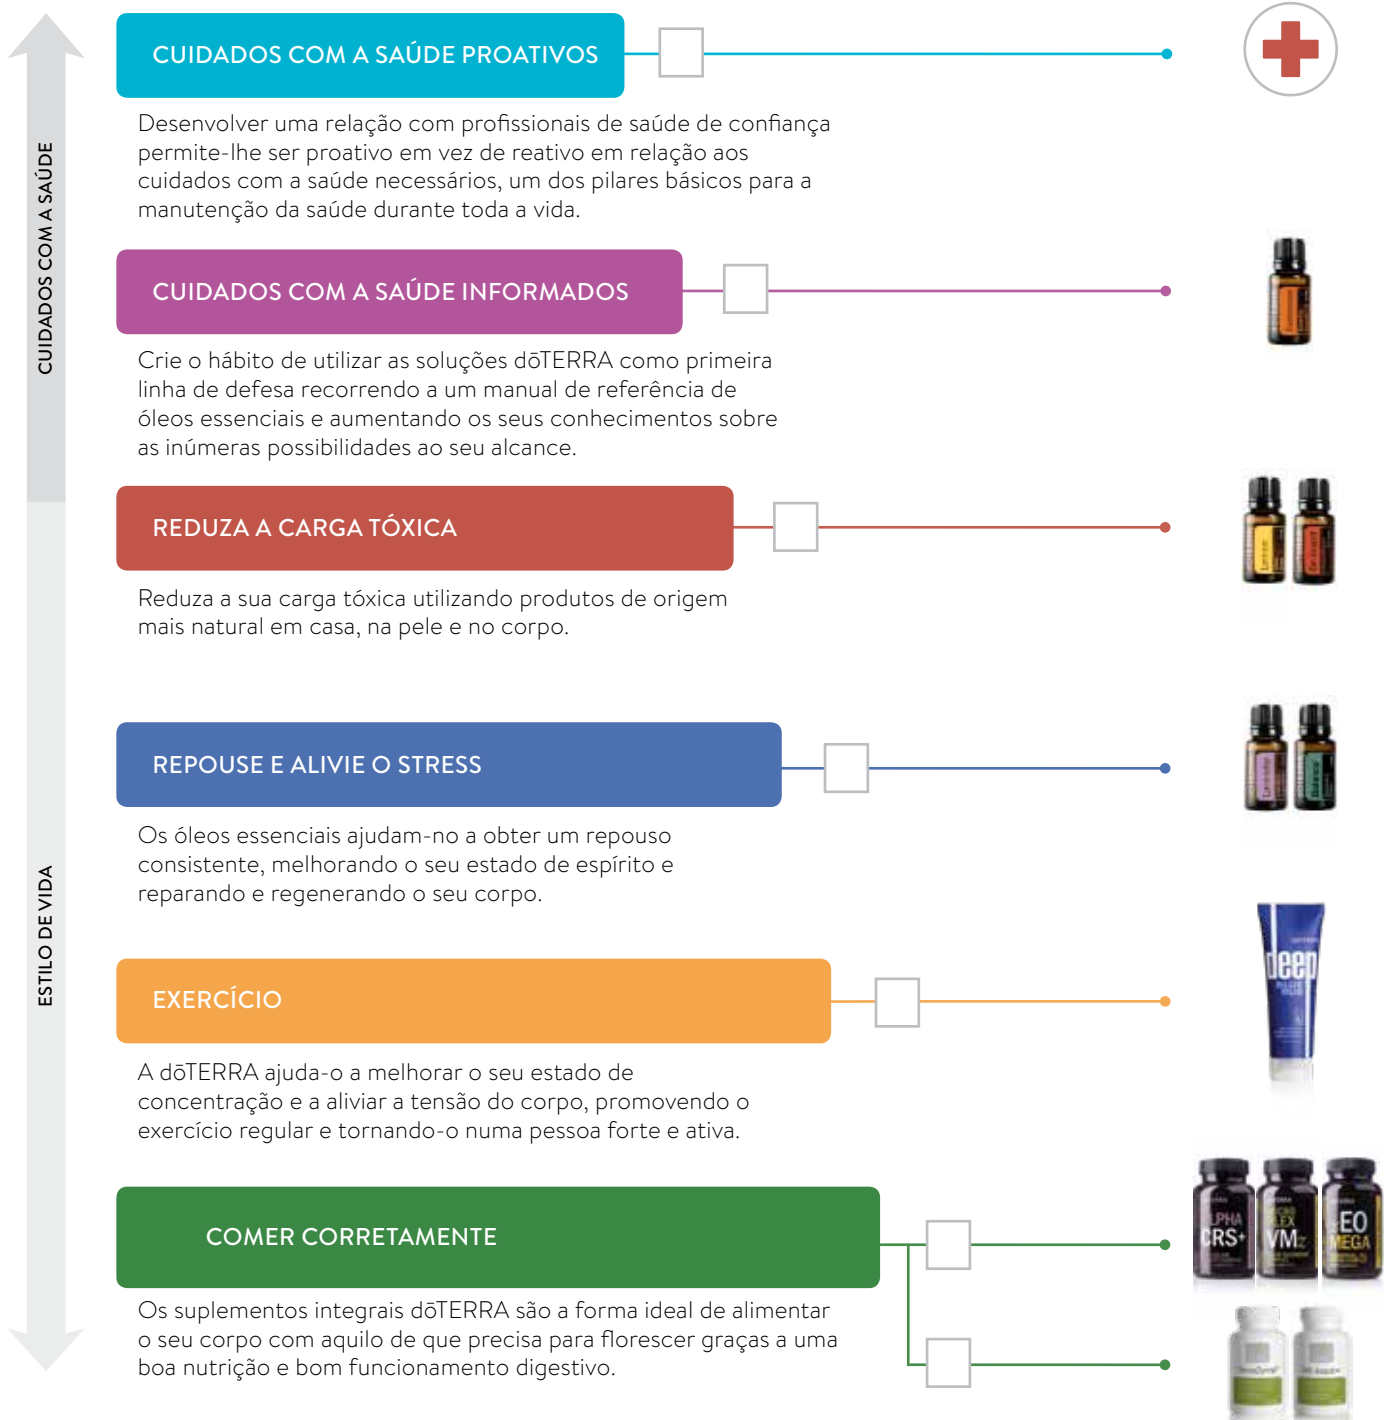 CUIDADOS COM A SAÚDE
CUIDADOS COM A SAÚDE PROATIVOS
Desenvolver uma relação com profissionais de saúde de confiança
permite-lhe ser proativo em vez de reativo em relação aos
cuidados com a saúde necessários, um dos pilares básicos para a
manutenção da saúde durante toda a vida.
CUIDADOS COM A SAÚDE INFORMADOS
Crie o hábito de utilizar as soluções dōTERRA como primeira
linha de defesa recorrendo a um manual de referência de
óleos essenciais e aumentando os seus conhecimentos sobre
as inúmeras possibilidades ao seu alcance.
ESTILO DE VIDA
REDUZA A CARGA TÓXICA
Reduza a sua carga tóxica utilizando produtos de origem
mais natural em casa, na pele e no corpo.
REPOUSE E ALIVIE O STRESS
Os óleos essenciais ajudam-no a obter um repouso
consistente, melhorando o seu estado de espírito e
reparando e regenerando o seu corpo.
EXERCÍCIO
A dōTERRA ajuda-o a melhorar o seu estado de
concentração e a aliviar a tensão do corpo, promovendo o
exercício regular e tornando-o numa pessoa forte e ativa.
deep
COMER CORRETAMENTE
Os suplementos integrais dōTERRA são a forma ideal de alimentar
o seu corpo com aquilo de que precisa para florescer graças a uma
boa nutrição e bom funcionamento digestivo.
CRS+
VMz
EO
MEGA